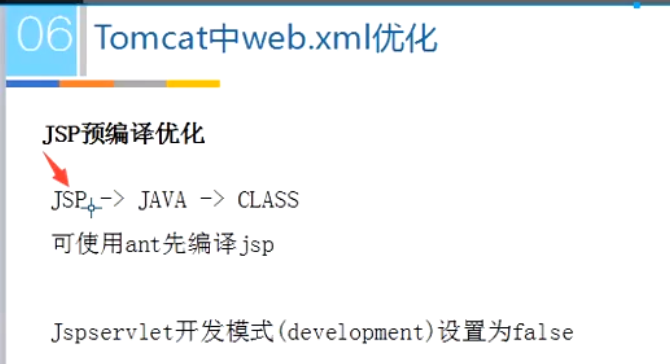 06
Tomcat中web.xml优化
JSP预编译优化
JSP -> JAVA -> CLASS
可使用ant先编译jsp
Jspservlet开发模式(development)设置为false